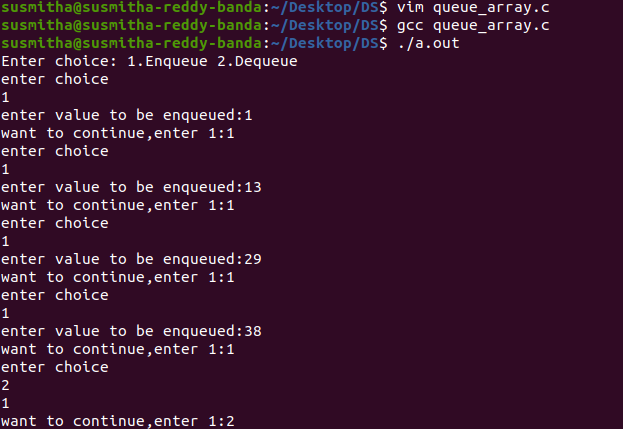 susmitha@susmitha-reddy-banda:~/Desktop/DS$ vim queue_array.c
susmitha@susmitha-reddy-banda:~/Desktop/DS$ gcc queue_array.c
susmitha@susmitha-reddy-banda:~/Desktop/DS$ ./a.out
Enter choice: 1.Enqueue 2.Dequeue
enter choice
1
enter value to be enqueued:1
want to continue,enter 1:1
enter choice
1
enter value to be enqueued:13
want to continue,enter 1:1
enter choice
1
enter value to be enqueued:29
want to continue,enter 1:1
enter choice
1
enter value to be enqueued:38
want to continue,enter 1:1
enter choice
2
1
want to continue,enter 1:2